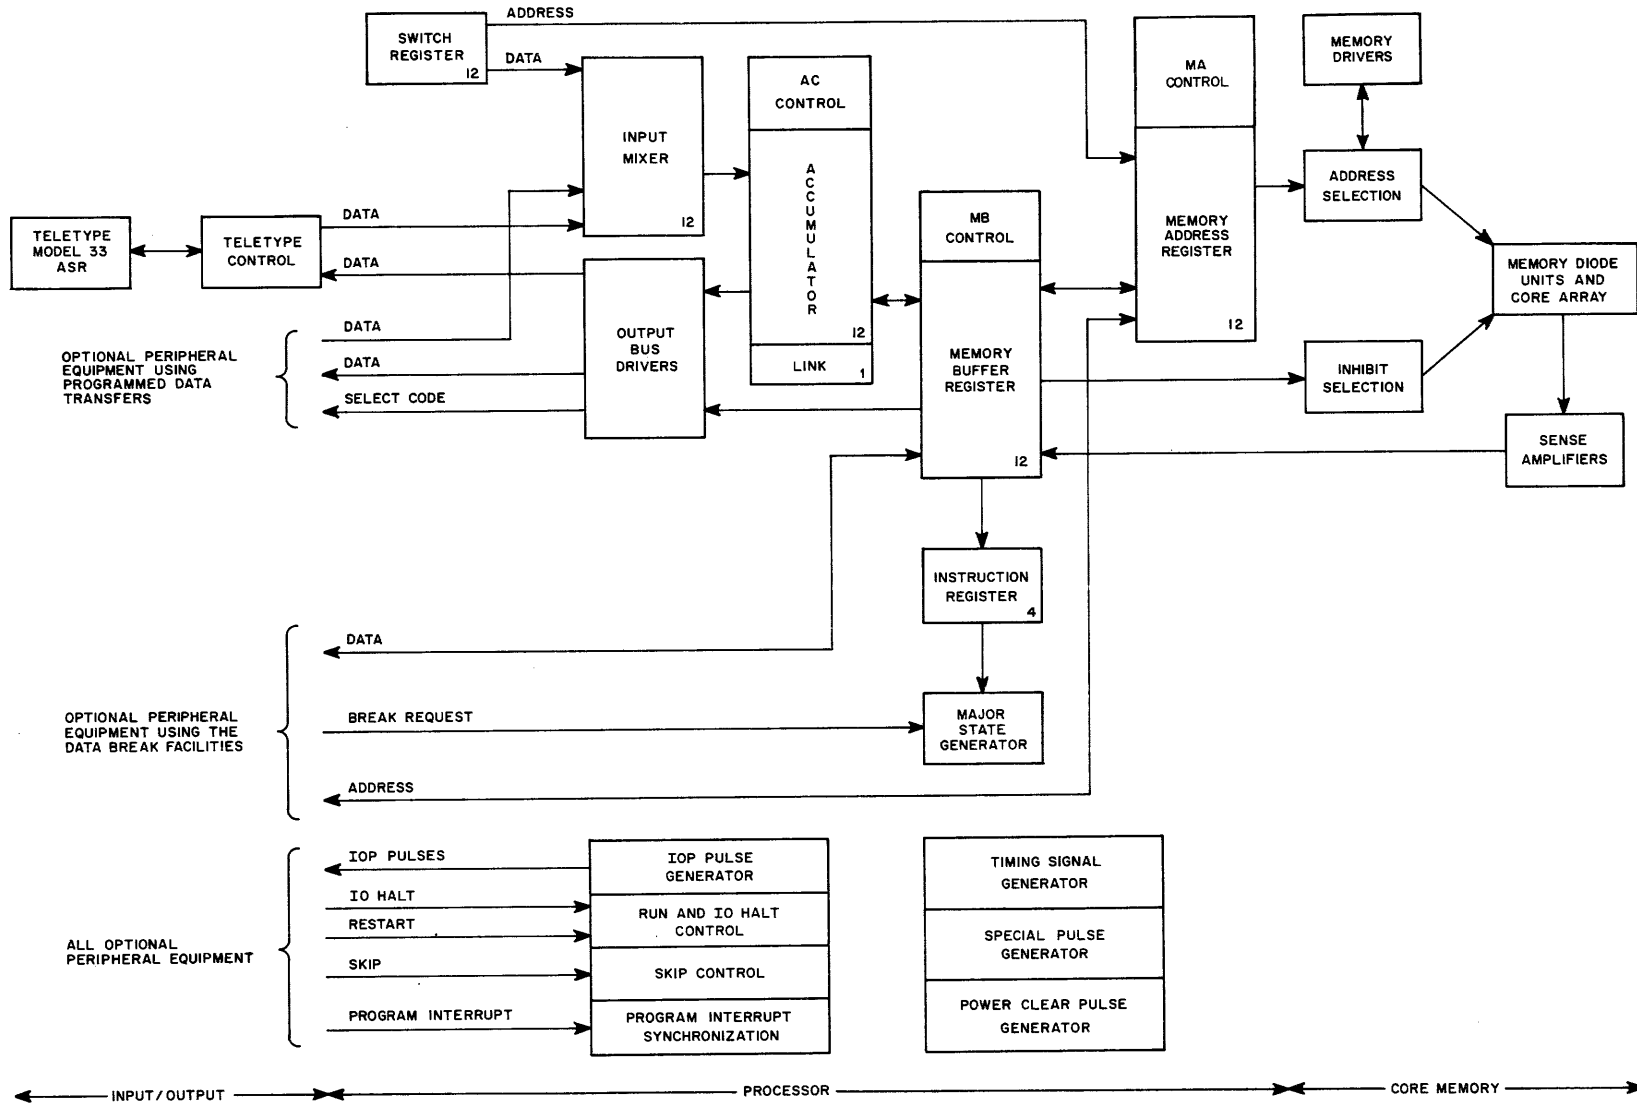 ADDRESS
SWITCH
REGISTER
12
DATA
INPUT
MIXER
12
AC
CONTROL
ACCUMULATOR
12
LINK
1
MA
CONTROL
MEMORY
ADDRESS
REGISTER
12
MEMORY
DRIVERS
ADDRESS
SELECTION
MEMORY DIODE
UNITS AND
CORE ARRAY
INHIBIT
SELECTION
SENSE
AMPLIFIERS
MB
CONTROL
MEMORY
BUFFER
REGISTER
12
TELETYPE
MODEL 33
ASR
TELETYPE
CONTROL
DATA
DATA
OUTPUT
BUS
DRIVERS
OPTIONAL PERIPHERAL
EQUIPMENT USING
PROGRAMMED DATA
TRANSFERS
DATA
DATA
SELECT CODE
INSTRUCTION
REGISTER
4
MAJOR
STATE
GENERATOR
OPTIONAL PERIPHERAL
EQUIPMENT USING THE
DATA BREAK FACILITIES
DATA
BREAK REQUEST
ADDRESS
ALL OPTIONAL
PERIPHERAL EQUIPMENT
IOP PULSES
IO HALT
RESTART
SKIP
PROGRAM INTERRUPT
IOP PULSE
GENERATOR
RUN AND IO HALT
CONTROL
SKIP CONTROL
PROGRAM INTERRUPT
SYNCHRONIZATION
TIMING SIGNAL
GENERATOR
SPECIAL PULSE
GENERATOR
POWER CLEAR PULSE
GENERATOR
INPUT/OUTPUT
PROCESSOR
CORE MEMORY